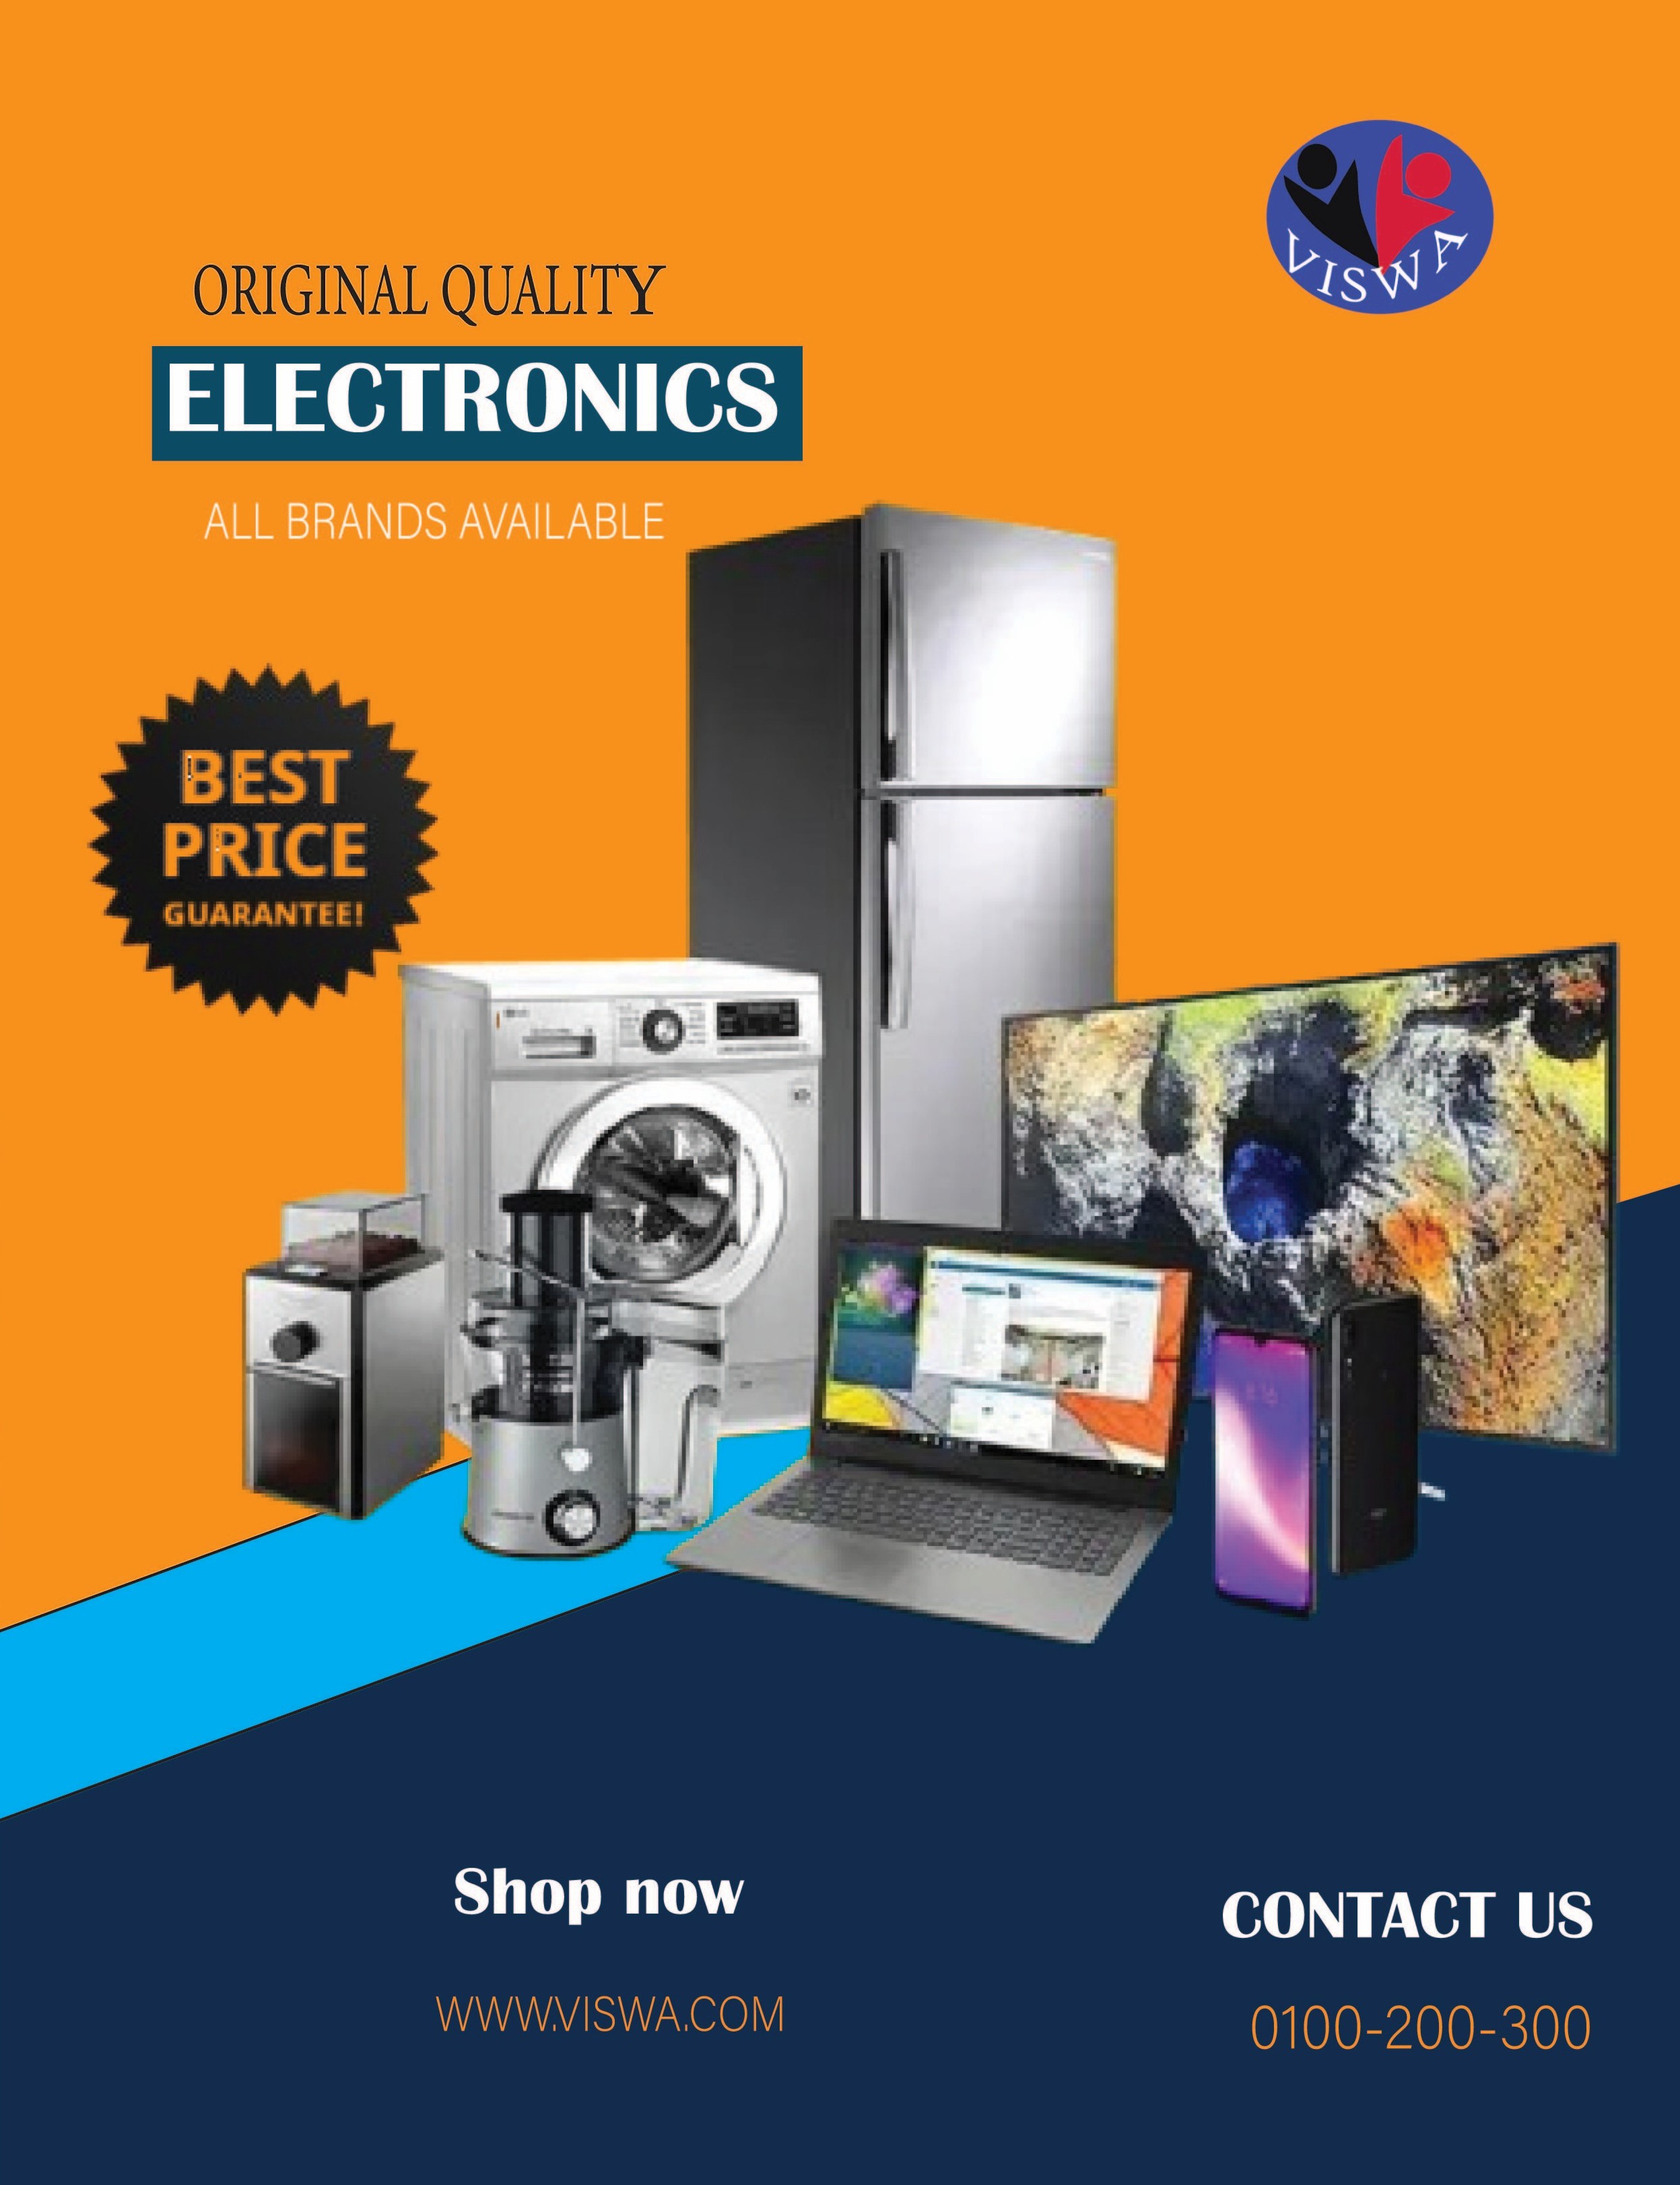 VISWA
ORIGINAL QUALITY
ELECTRONICS
ALL BRANDS AVAILABLE
BEST
PRICE
GUARANTEE!
Shop now
WWW.VISWA.COM
CONTACT US
0100-200-300